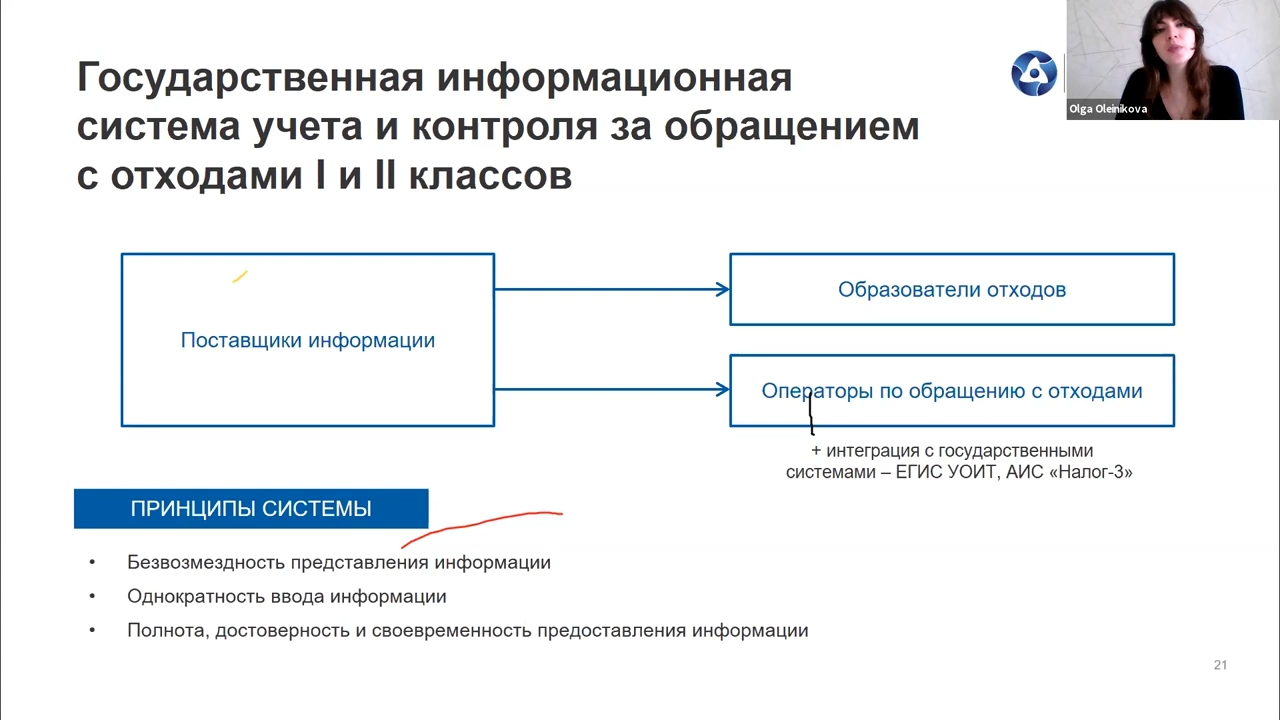 Государственная информационная
система учета и контроля за обращением
с отходами I и II классов
Olga Oleinikova
Поставщики информации
Образователи отходов
Операторы по обращению с отходами
+ интеграция с государственными
системами – ЕГИС УОИТ, АИС «Налог-3»
ПРИНЦИПЫ СИСТЕМЫ
• Безвозмездность представления информации
• Однократность ввода информации
• Полнота, достоверность и своевременность предоставления информации
21